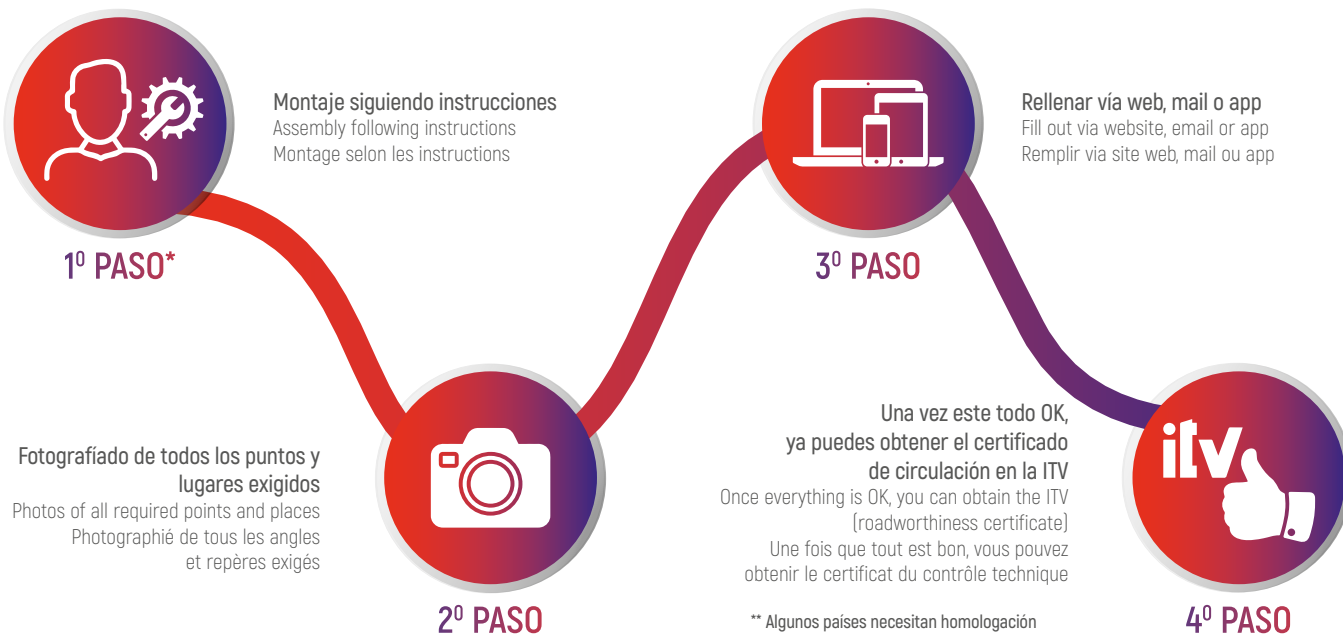 Montaje siguiendo instrucciones
Assembly following instructions
Montage selon les instructions
1º PASO*
Fotografíado de todos los puntos y
lugares exigidos
Photos of all required points and places
Photographié de tous les angles
et repères exigés
2º PASO
Rellenar vía web, mail o app
Fill out via website, email or app
Remplir via site web, mail ou app
3º PASO
Una vez este todo OK,
ya puedes obtener el certificado
de circulación en la ITV
Once everything is OK, you can obtain the ITV
(roadworthiness certificate)
Une fois que tout est bon, vous pouvez
obtenir le certificat du contrôle technique
** Algunos países necesitan homologación
itv
4º PASO